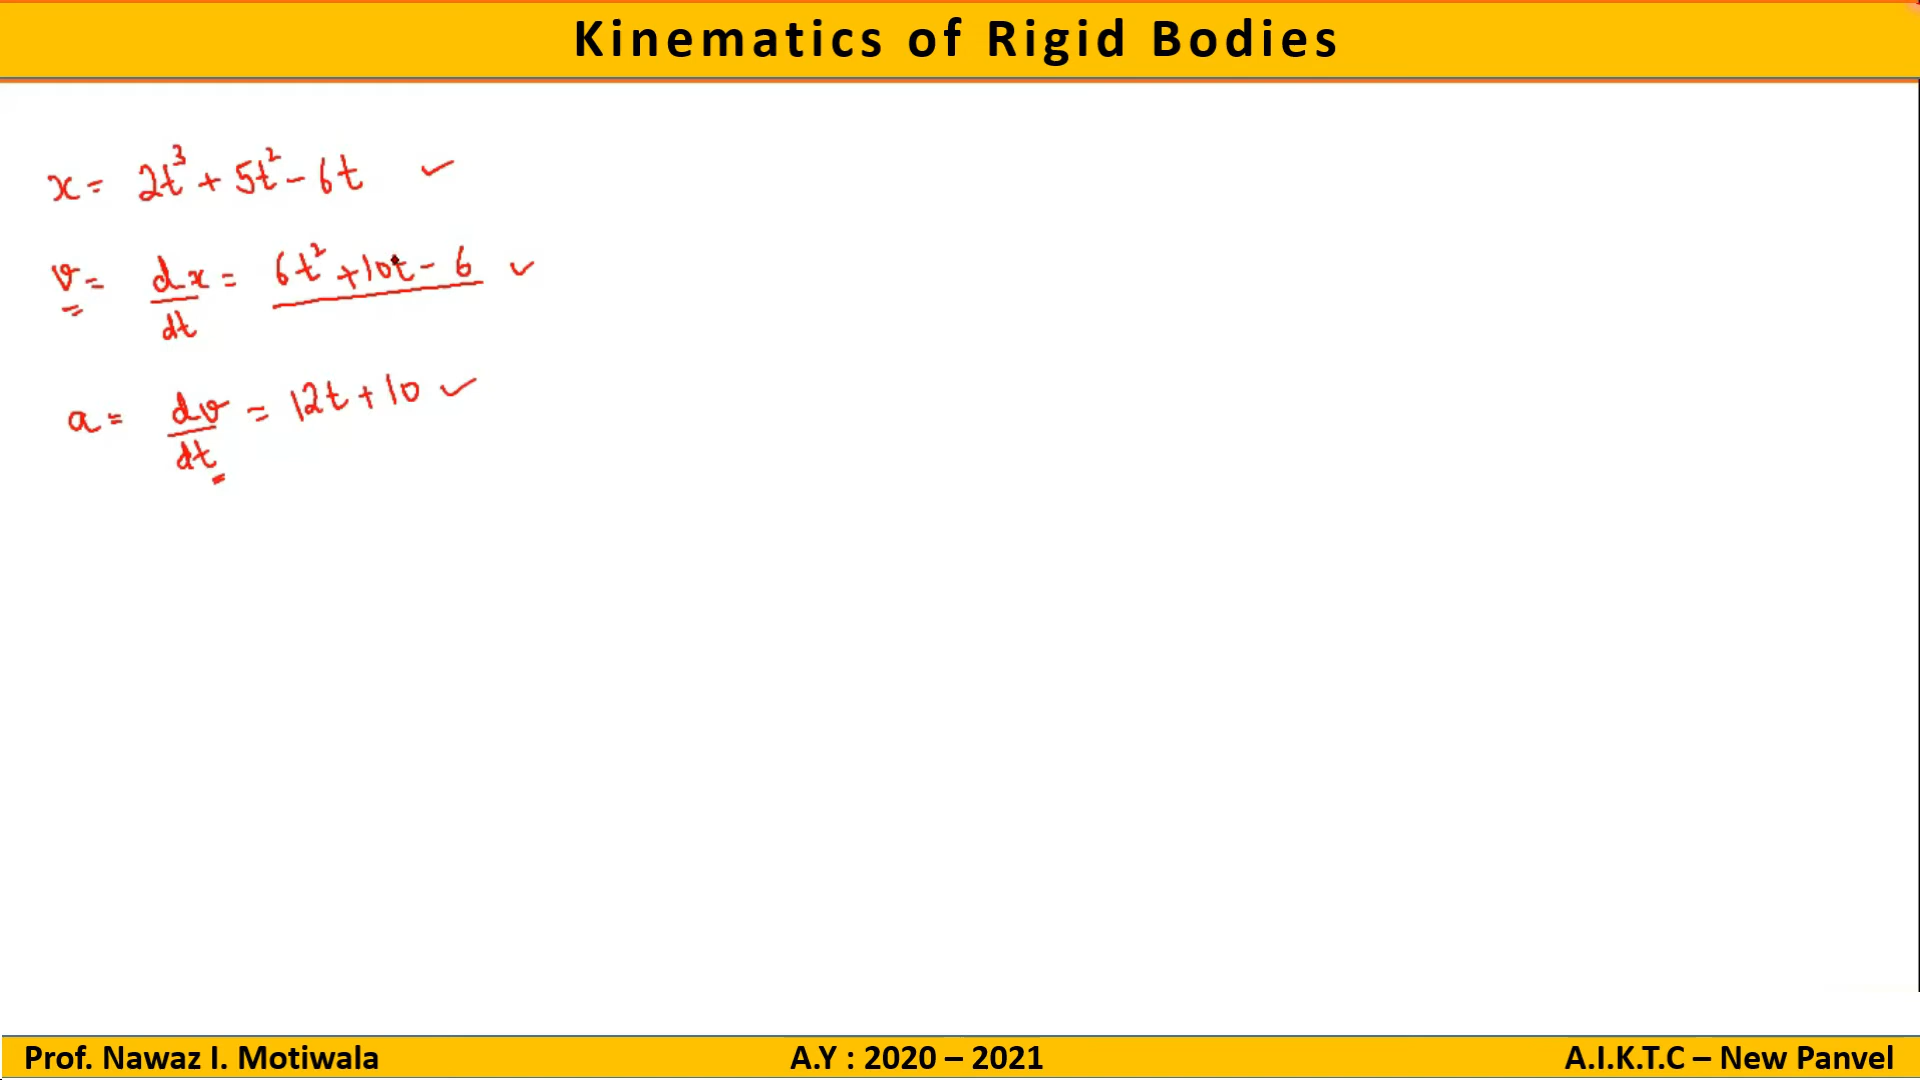 Kinematics of Rigid Bodies
x = 2t³ + 5t² - 6t ✓
v = dx/dt = 6t² + 10t - 6 ✓
a = dv/dt = 12t + 10 ✓
Prof. Nawaz I. Motiwala A.Y : 2020 – 2021 A.I.K.T.C – New Panvel